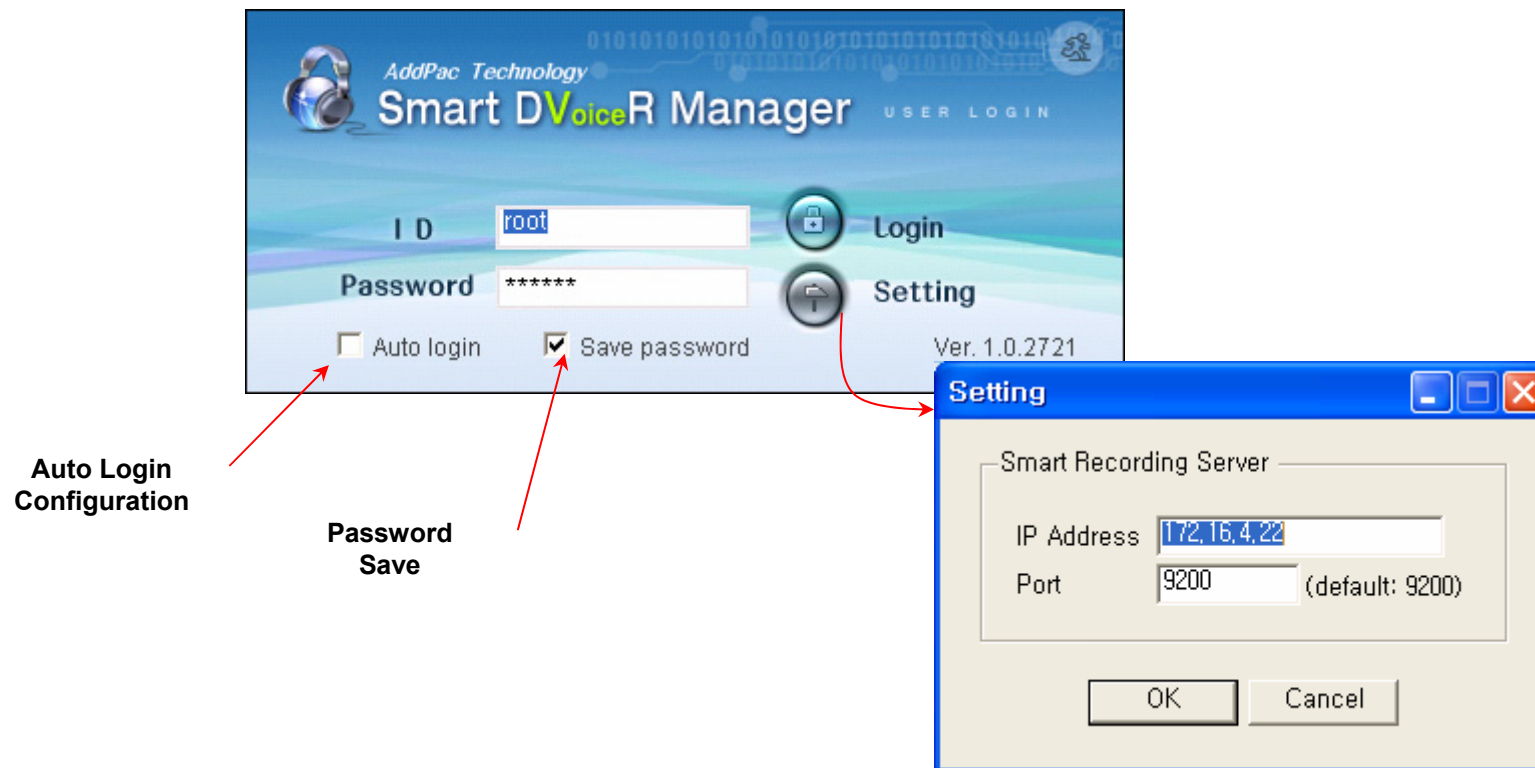 AddPac Technology
Smart DVoiceR Manager USER LOGIN
I D root Login
Password ****** Setting
Auto login Save password Ver. 1.0.2721
Auto Login
Configuration
Password
Save
Setting
Smart Recording Server
IP Address 172,16,4,22
Port 9200 (default: 9200)
OK Cancel